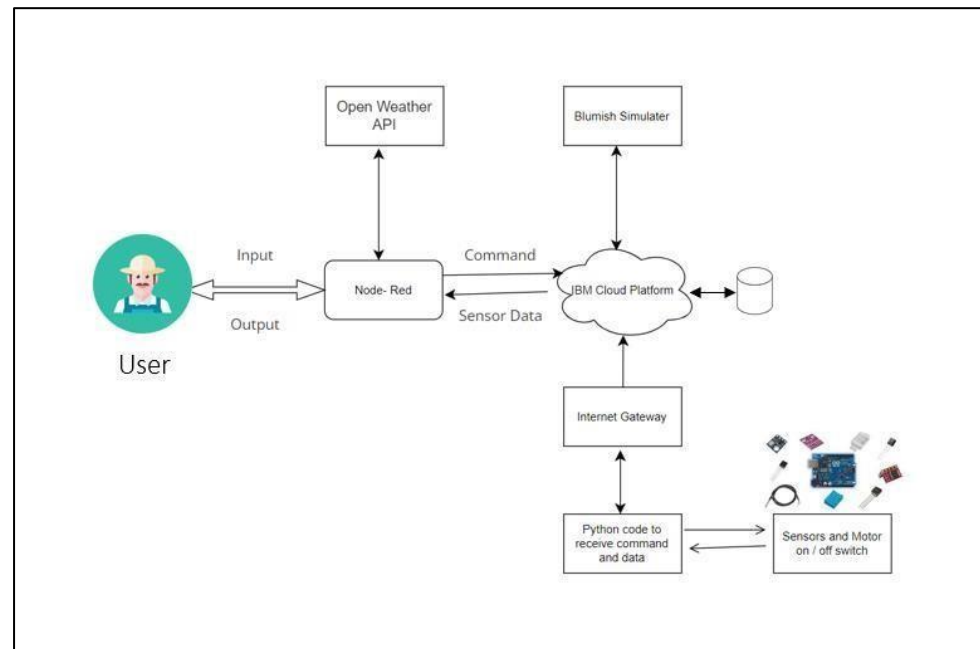 Open Weather
API
Blumish Simulater
Input
Command
Node- Red
IBM Cloud Platform
Output
Sensor Data
User
Internet Gateway
Python code to
receive command
and data
Sensors and Motor
on / off switch